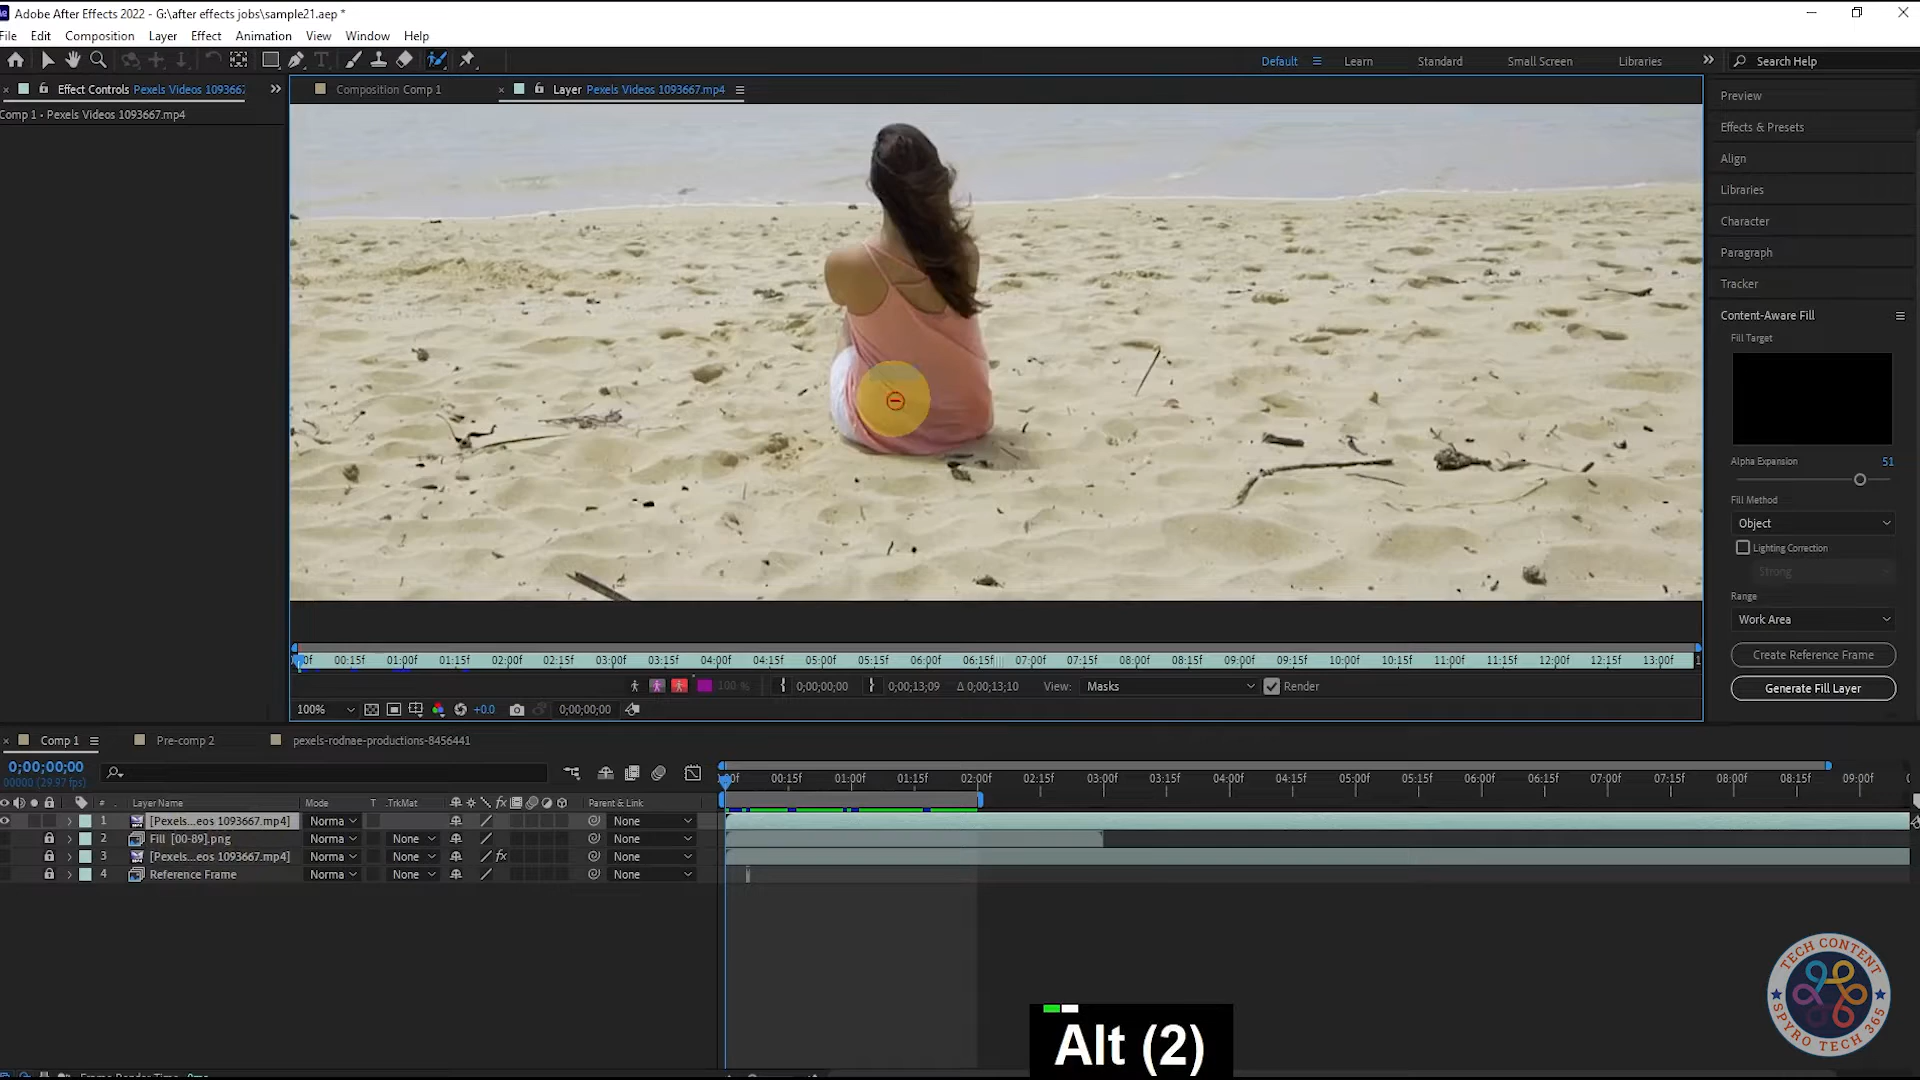 Adobe After Effects 2022 - G:\after effects jobs\sample21.aep *
File Edit Composition Layer Effect Animation View Window Help
Default Learn Standard Small Screen Libraries Search Help
Effect Controls Pexels Videos 1093667
Composition Comp 1
Layer Pexels Videos 1093667.mp4
Comp 1 • Pexels Videos 1093667.mp4
Preview
Effects & Presets
Align
Libraries
Character
Paragraph
Tracker
Content-Aware Fill
Fill Target
Alpha Expansion 51
Fill Method
Object
Lighting Correction
Strong
Range
Work Area
Create Reference Frame
Generate Fill Layer
00:15f 01:00f 01:15f 02:00f 02:15f 03:00f 03:15f 04:00f 04:15f 05:00f 05:15f 06:00f 06:15f 07:00f 07:15f 08:00f 08:15f 09:00f 09:15f 10:00f 10:15f 11:00f 11:15f 12:00f 12:15f 13:00f
100% 0;00;00;00 0;00;13;09 Δ 0;00;13;10 View: Masks Render
100% +0.0 0;00;00;00
Comp 1 Pre-comp 2 pexels-rodnae-productions-8456441
0;00;00;00
00000 (29.97 fps)
00:15f 01:00f 01:15f 02:00f 02:15f 03:00f 03:15f 04:00f 04:15f 05:00f 05:15f 06:00f 06:15f 07:00f 07:15f 08:00f 08:15f 09:00f
# Layer Name Mode T .TrkMat fx Parent & Link
1 [Pexels...eos 1093667.mp4] Norma None
2 Fill [00-89].png Norma None None
3 [Pexels...eos 1093667.mp4] Norma None fx None
4 Reference Frame Norma None None
Alt (2)
TECH CONTENT
SPYRO TECH 365
Frame Render Time 0ms